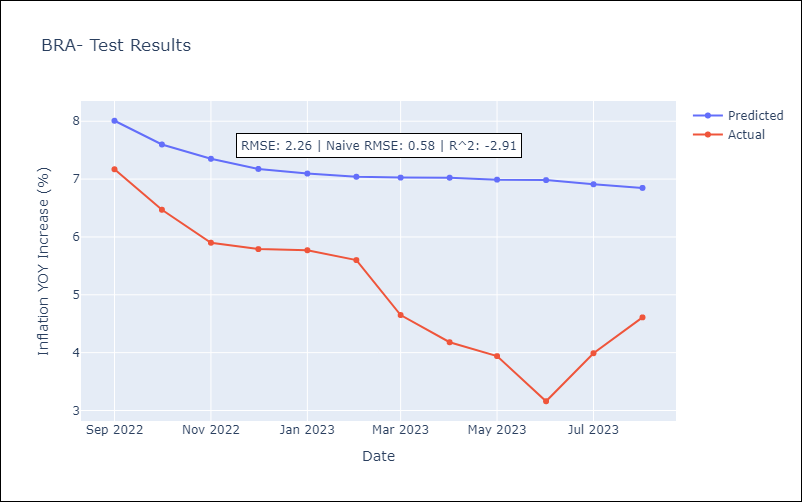 BRA- Test Results
Predicted
Actual
RMSE: 2.26 | Naive RMSE: 0.58 | R^2: -2.91
Inflation YOY Increase (%)
8
7
6
5
4
3
Sep 2022
Nov 2022
Jan 2023
Mar 2023
May 2023
Jul 2023
Date